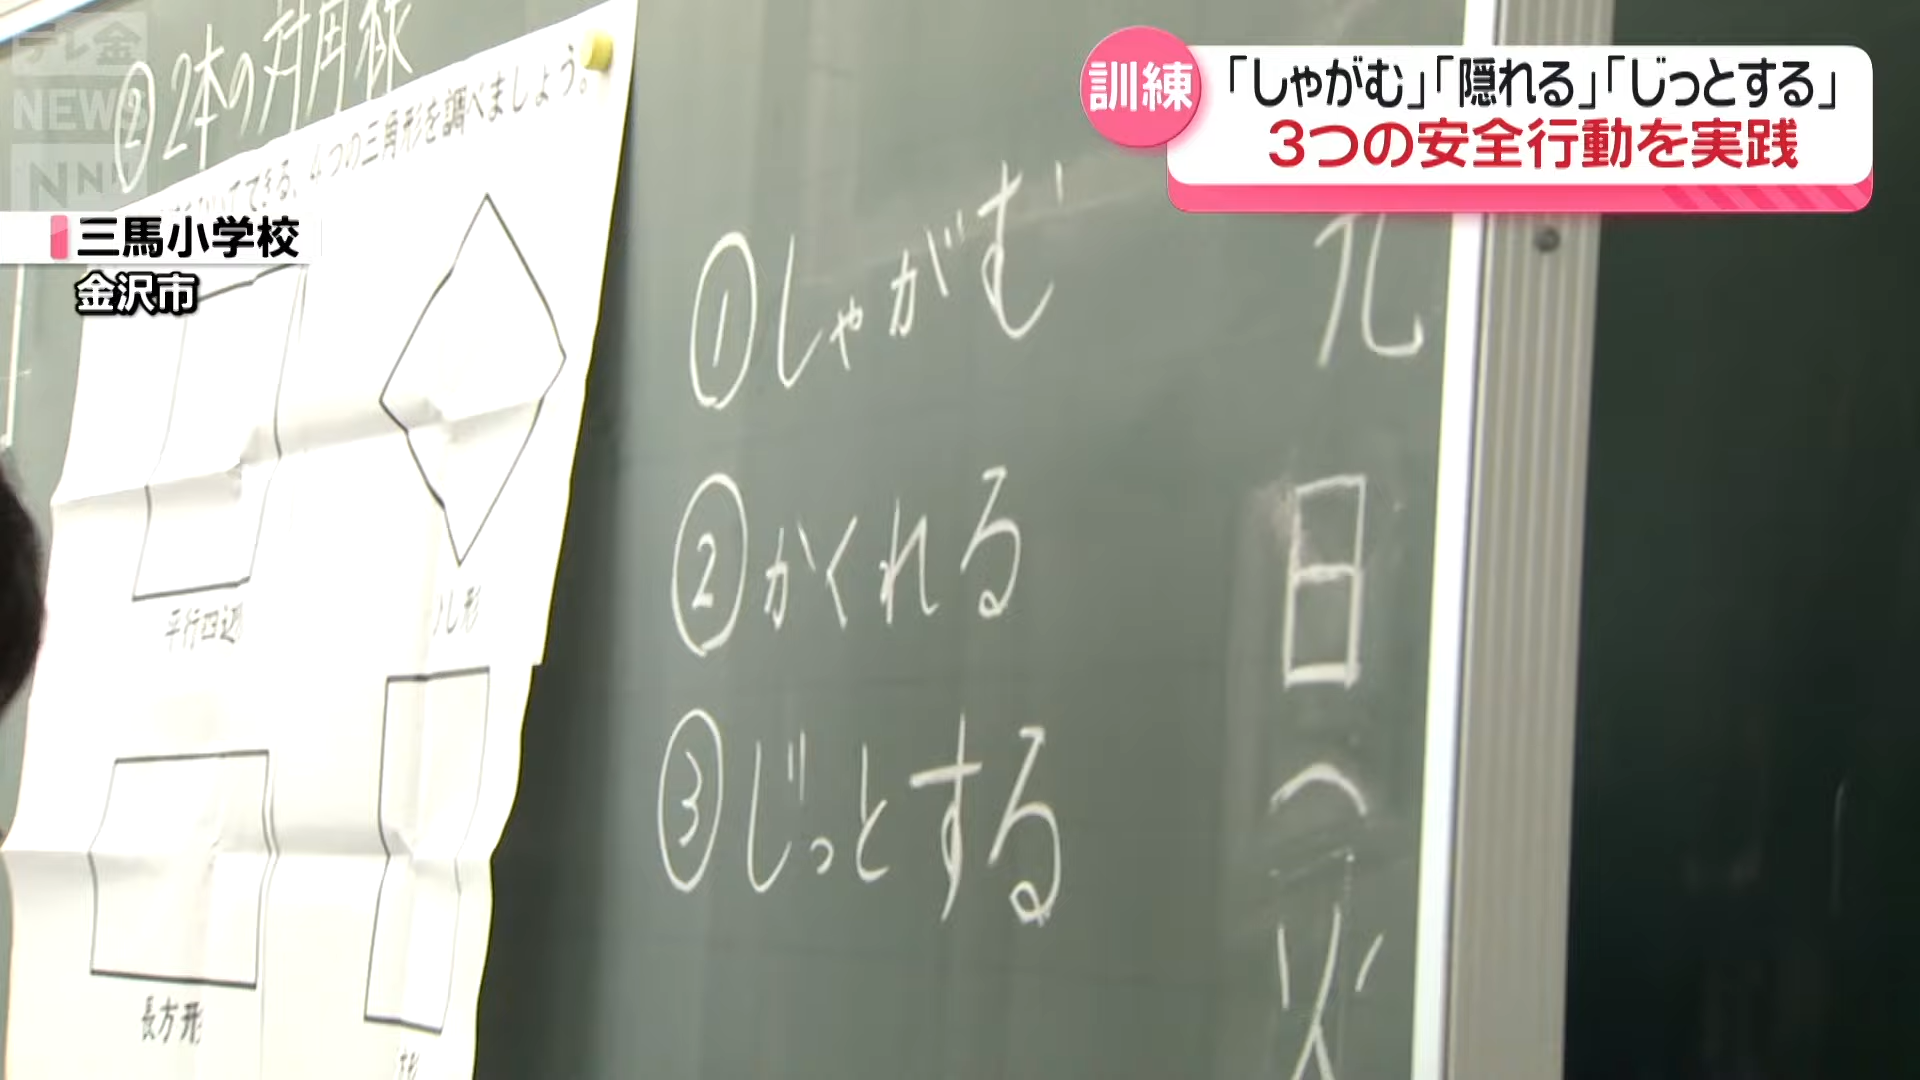 テレ金
NEWS
NNN
訓練
「しゃがむ」「隠れる」「じっとする」
3つの安全行動を実践
三馬小学校
金沢市
②2本の対角線
できる、4つの三角形を調べましょう。
平行四辺
し形
長方形
①しゃがむ
②かくれる
③じっとする
日(火